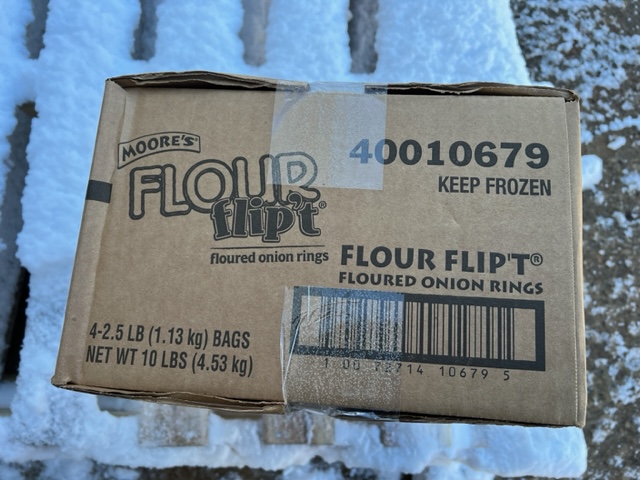 MOORE'S
FLOUR
flip't®
floured onion rings
40010679
KEEP FROZEN
FLOUR FLIP'T®
FLOURED ONION RINGS
4-2.5 LB (1.13 kg) BAGS
NET WT 10 LBS (4.53 kg)
1 00 72714 10679 5